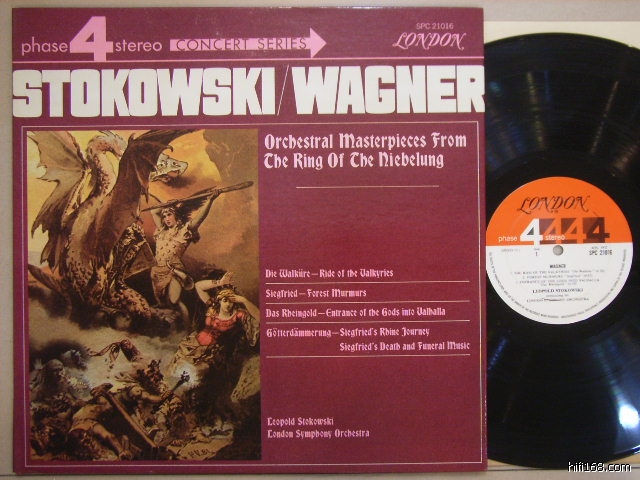 SPC 21016
phase 4 stereo CONCERT SERIES LONDON
STOKOWSKI/WAGNER
Orchestral Masterpieces From
The Ring Of The Niebelung
Die Walküre—Ride of the Valkyries
Siegfried—Forest Murmurs
Das Rheingold—Entrance of the Gods into Valhalla
Götterdämmerung—Siegfried's Rhine Journey
Siegfried's Death and Funeral Music
Leopold Stokowski
London Symphony Orchestra
LONDON
phase 4444 stereo
SPC 21016
1
WAGNER
LEOPOLD STOKOWSKI
hifi168.com